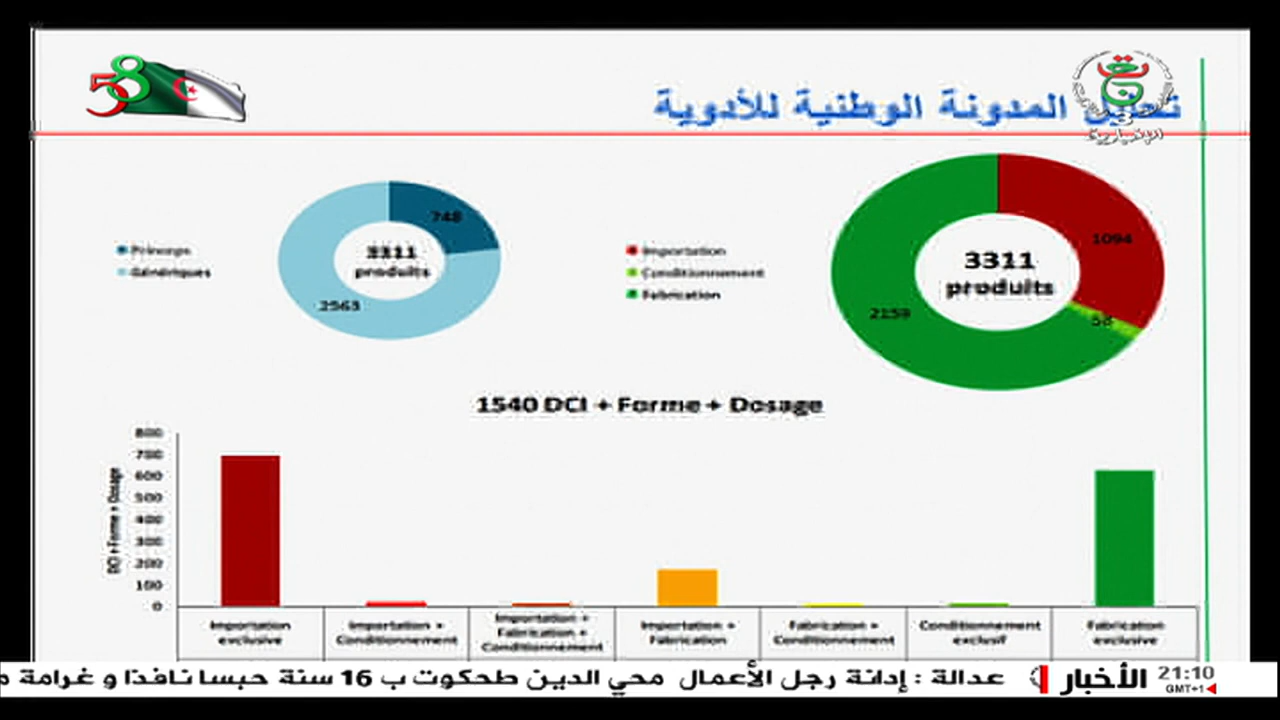 58
تحليل المدونة الوطنية للأدوية
3
الإخبارية
Princeps
Génériques
748
2563
3311
produits
Importation
Conditionnement
Fabrication
1094
58
2159
3311
produits
1540 DCI + Forme + Dosage
DCI +Forme + Dosage
800
700
600
500
400
300
200
100
0
Importation exclusive
Importation + Conditionnement
Importation + Fabrication + Conditionnement
Importation + Fabrication
Fabrication + Conditionnement
Conditionnement exclusif
Fabrication exclusive
عدالة : إدانة رجل الأعمال محي الدين طحكوت ب 16 سنة حبسا نافذا و غرامة
الأخبار
21:10
GMT+1